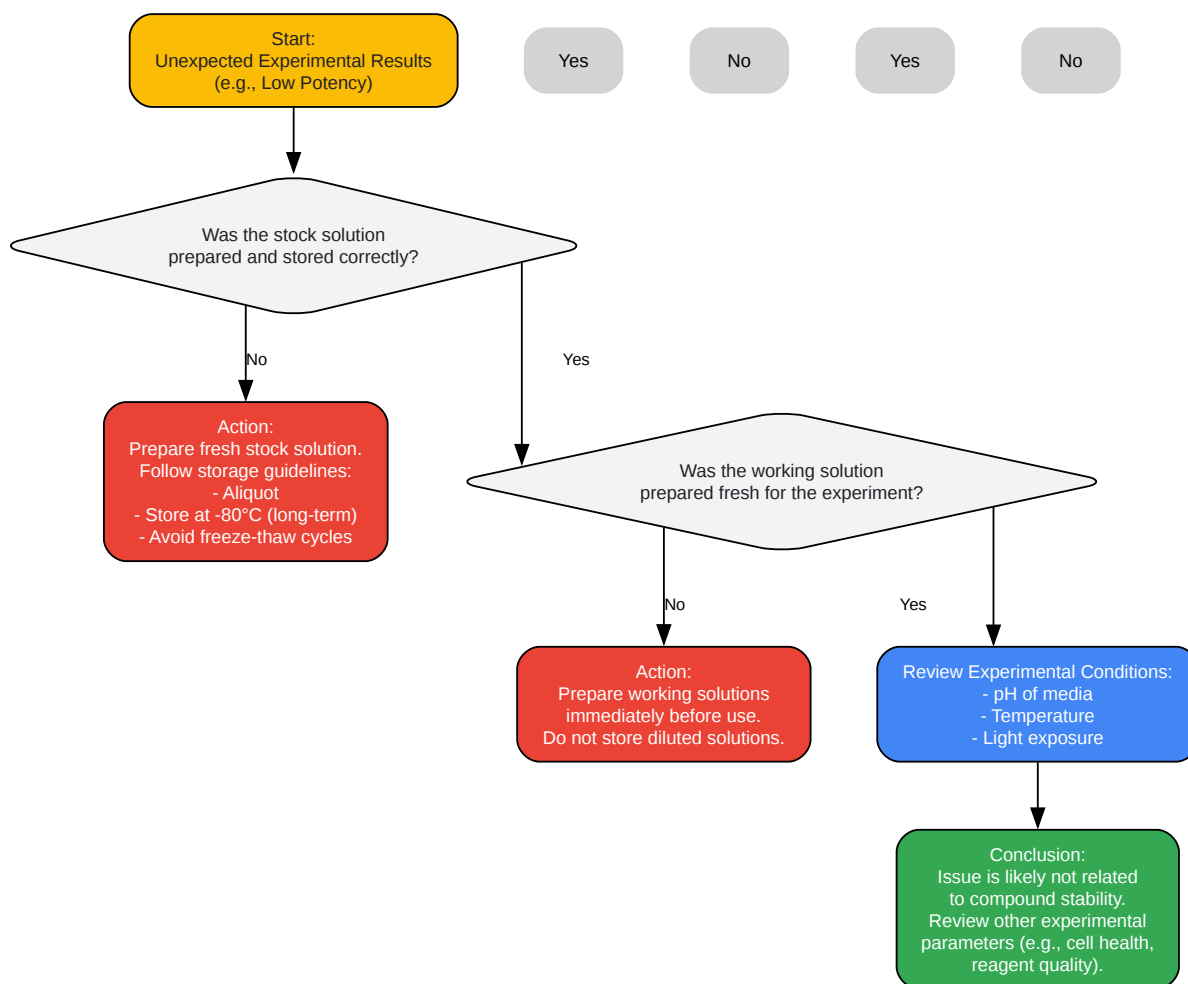 Start:
Unexpected Experimental Results
(e.g., Low Potency)
Yes
No
Yes
No
Was the stock solution
prepared and stored correctly?
No
Yes
Action:
Prepare fresh stock solution.
Follow storage guidelines:
- Aliquot
- Store at -80°C (long-term)
- Avoid freeze-thaw cycles
Was the working solution
prepared fresh for the experiment?
No
Yes
Action:
Prepare working solutions
immediately before use.
Do not store diluted solutions.
Review Experimental Conditions:
- pH of media
- Temperature
- Light exposure
Conclusion:
Issue is likely not related
to compound stability.
Review other experimental
parameters (e.g., cell health,
reagent quality).